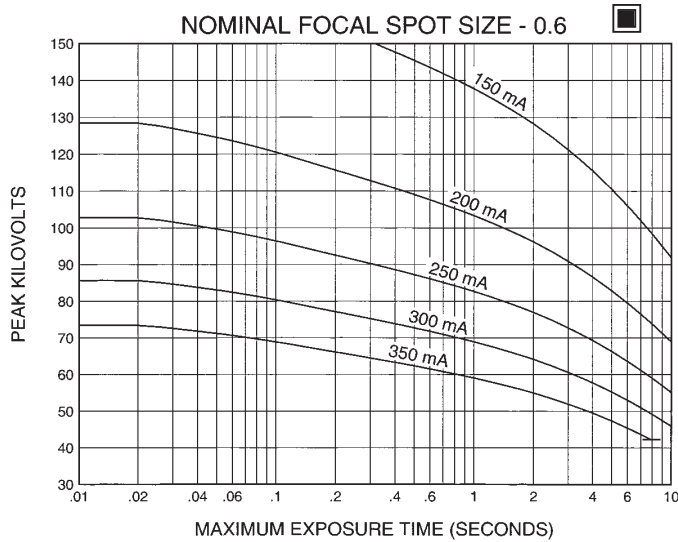 NOMINAL FOCAL SPOT SIZE - 0.6
150
140
130
120
110
100
90
80
70
60
50
40
30
PEAK KILOVOLTS
150 mA
200 mA
250 mA
300 mA
350 mA
.01 .02 .04 .06 .1 .2 .4 .6 1 2 4 6 10
MAXIMUM EXPOSURE TIME (SECONDS)